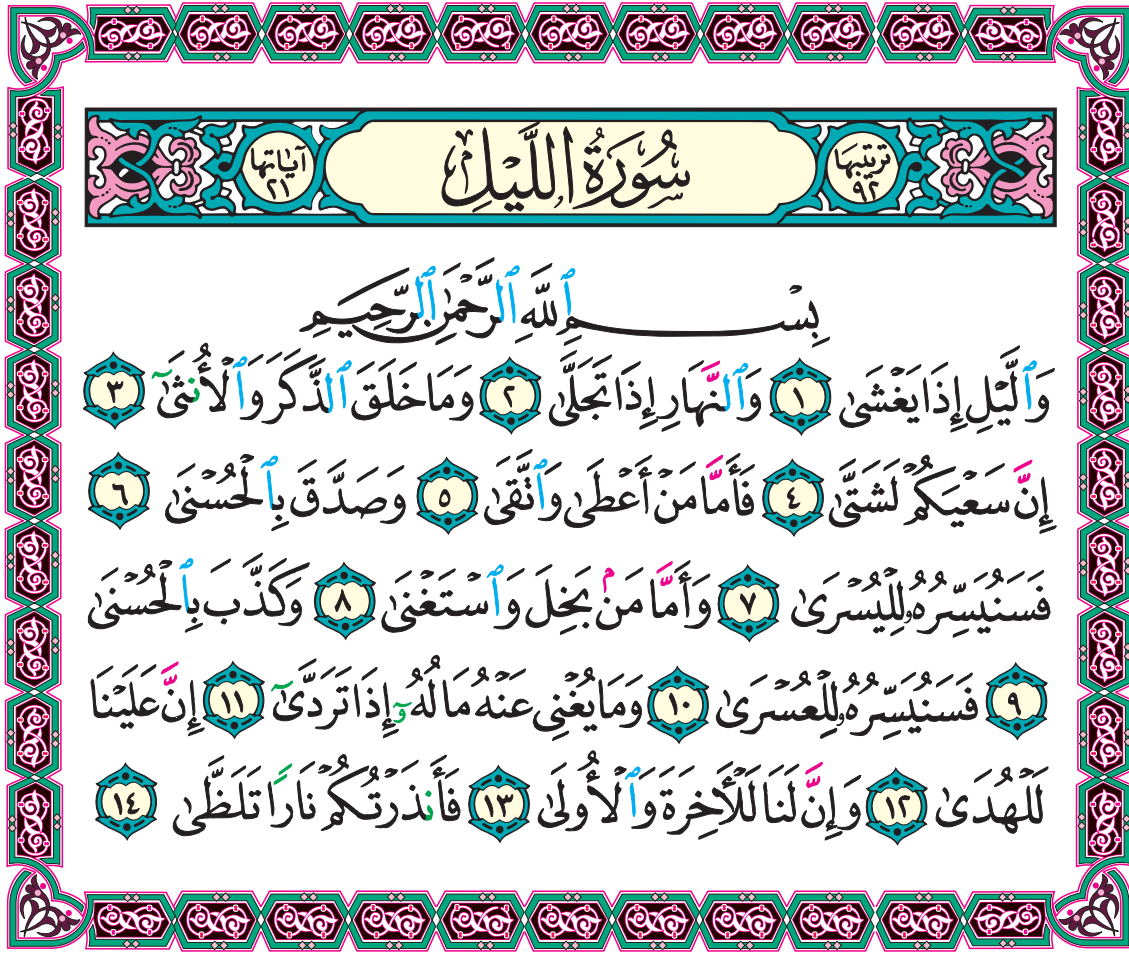 ترتيبها ٩٢ سُورَةُ اللَّيْلِ آياتها ٢١
بِسْمِ ٱللَّهِ ٱلرَّحْمَٰنِ ٱلرَّحِيمِ
وَٱلَّيْلِ إِذَا يَغْشَىٰ ١ وَٱلنَّهَارِ إِذَا تَجَلَّىٰ ٢ وَمَا خَلَقَ ٱلذَّكَرَ وَٱلْأُنثَىٰٓ ٣
إِنَّ سَعْيَكُمْ لَشَتَّىٰ ٤ فَأَمَّا مَنْ أَعْطَىٰ وَٱتَّقَىٰ ٥ وَصَدَّقَ بِٱلْحُسْنَىٰ ٦
فَسَنُيَسِّرُهُۥ لِلْيُسْرَىٰ ٧ وَأَمَّا مَنۢ بَخِلَ وَٱسْتَغْنَىٰ ٨ وَكَذَّبَ بِٱلْحُسْنَىٰ
٩ فَسَنُيَسِّرُهُۥ لِلْعُسْرَىٰ ١٠ وَمَا يُغْنِى عَنْهُ مَالُهُۥٓ إِذَا تَرَدَّىٰٓ ١١ إِنَّ عَلَيْنَا
لَلْهُدَىٰ ١٢ وَإِنَّ لَنَا لَلْأَخِرَةَ وَٱلْأُولَىٰ ١٣ فَأَنذَرْتُكُمْ نَارًا تَلَظَّىٰ ١٤